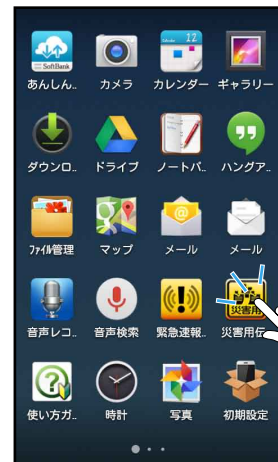 12
SoftBank
あんしん..
カメラ
カレンダー
ギャラリー
ダウンロ..
ドライブ
ノートパ..
ハングア..
ファイル管理
マップ
メール
メール
災害用
音声レコ..
音声検索
緊急速報..
災害用伝..
使い方ガ..
時計
写真
初期設定